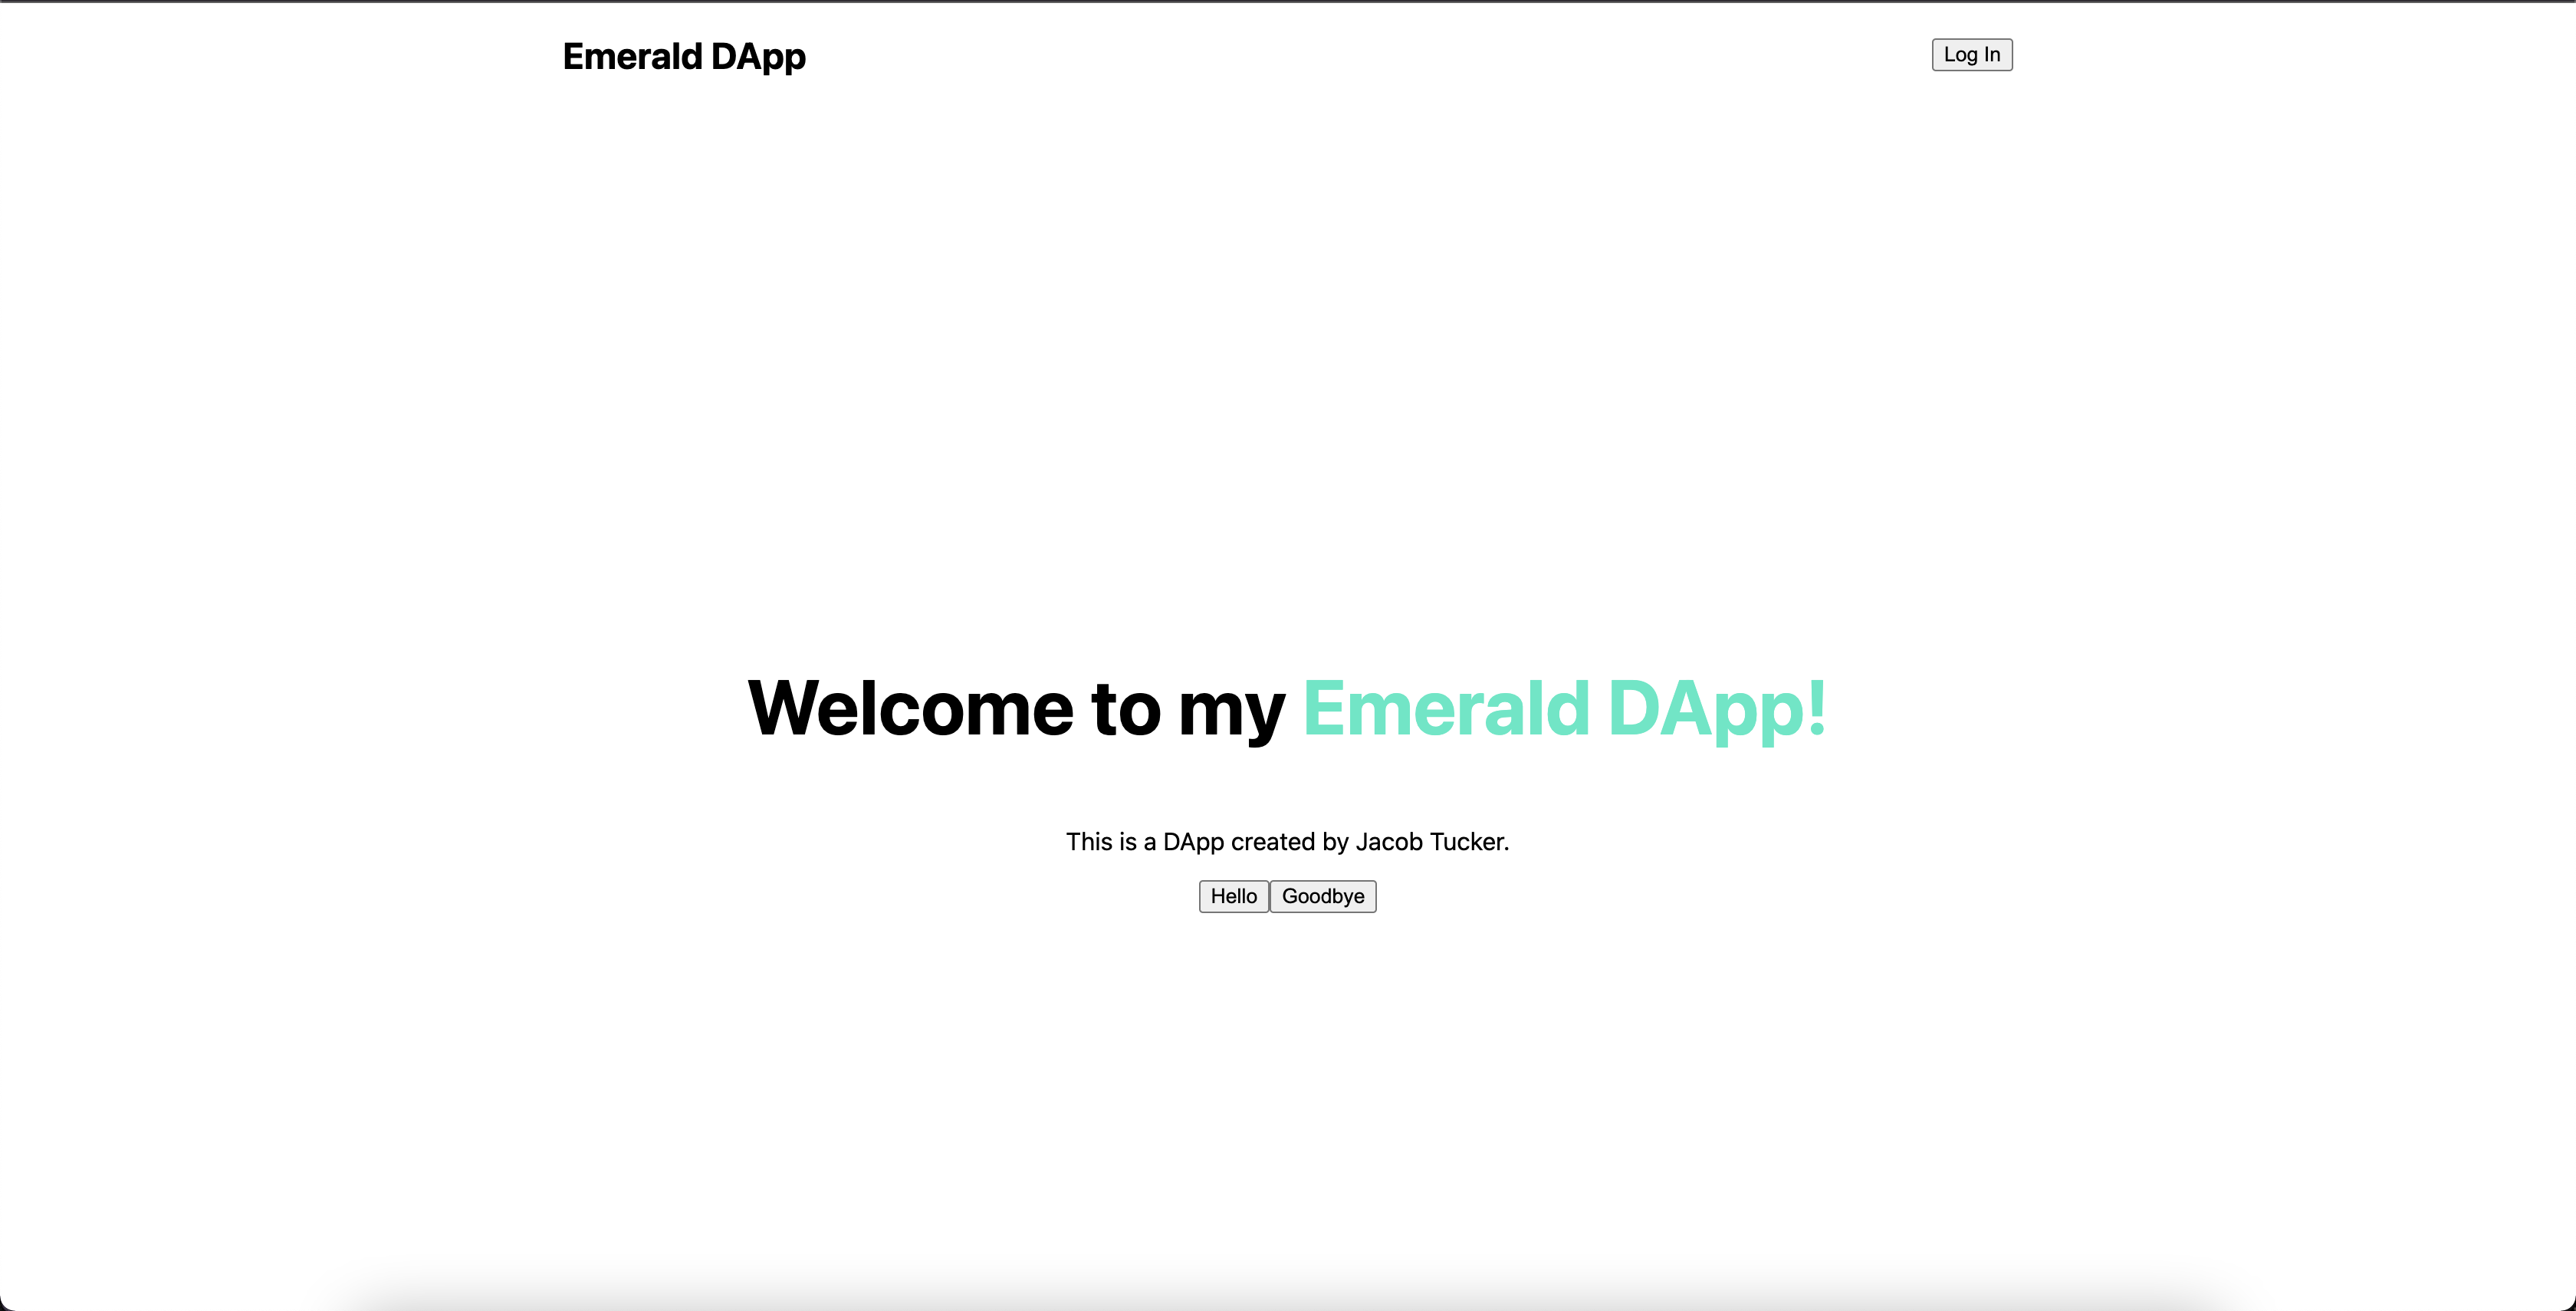 Emerald DApp
Log In
Welcome to my Emerald DApp!
This is a DApp created by Jacob Tucker.
Hello Goodbye